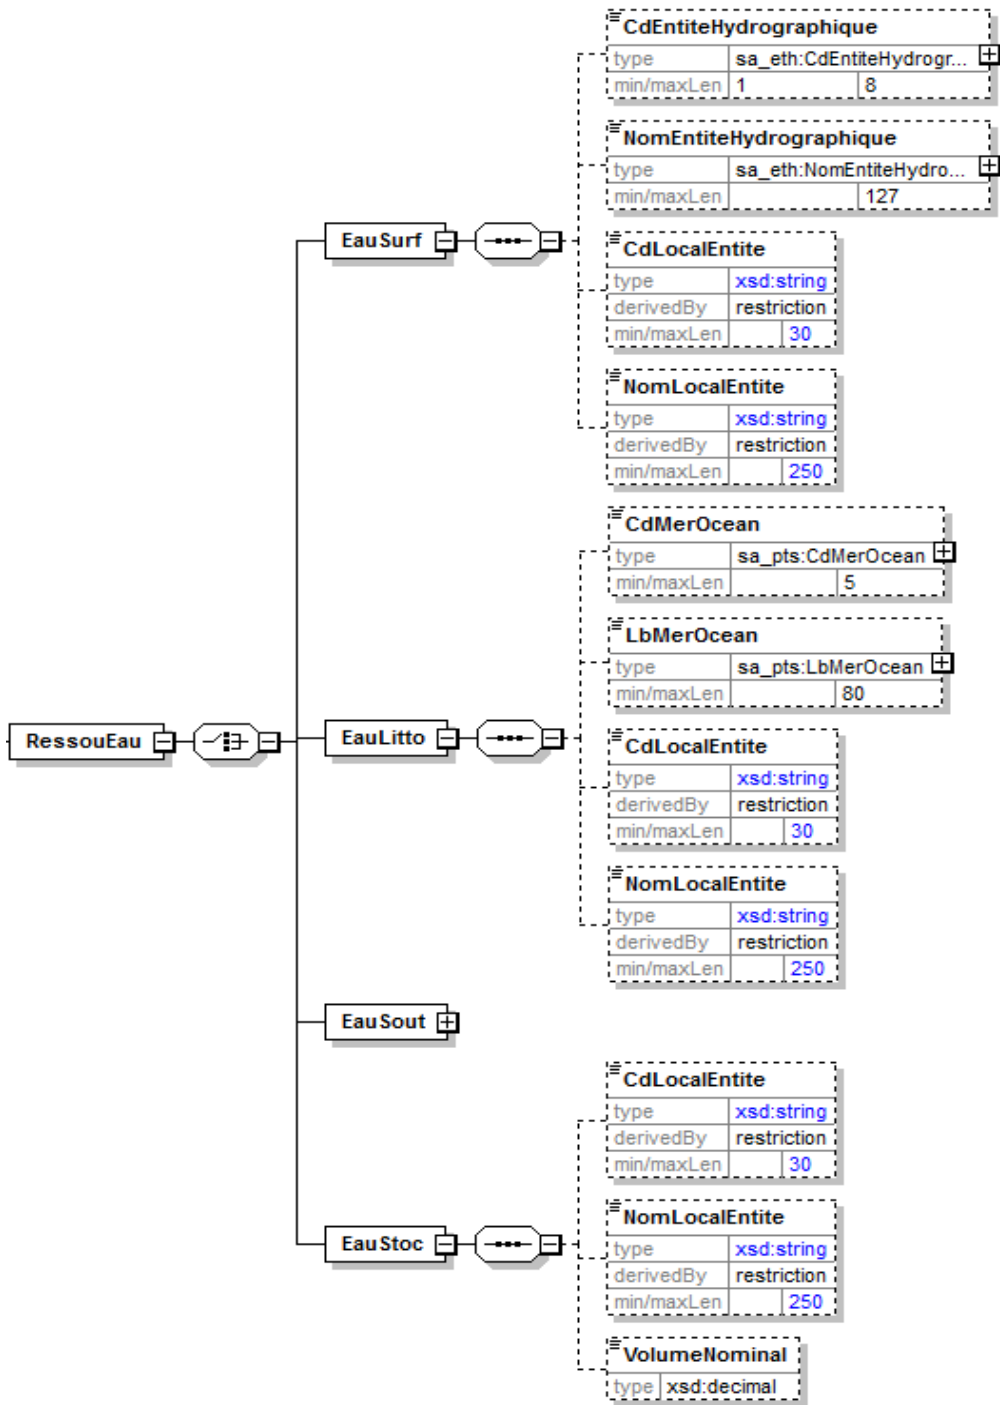 CdEntiteHydrographique
type sa_eth:CdEntiteHydrogr...
min/maxLen 1 8
NomEntiteHydrographique
type sa_eth:NomEntiteHydro...
min/maxLen 127
EauSurf
CdLocalEntite
type xsd:string
derivedBy restriction
min/maxLen 30
NomLocalEntite
type xsd:string
derivedBy restriction
min/maxLen 250
CdMerOcean
type sa_pts:CdMerOcean
min/maxLen 5
LbMerOcean
type sa_pts:LbMerOcean
min/maxLen 80
RessouEau
EauLitto
CdLocalEntite
type xsd:string
derivedBy restriction
min/maxLen 30
NomLocalEntite
type xsd:string
derivedBy restriction
min/maxLen 250
EauSout
CdLocalEntite
type xsd:string
derivedBy restriction
min/maxLen 30
EauStoc
NomLocalEntite
type xsd:string
derivedBy restriction
min/maxLen 250
VolumeNominal
type xsd:decimal